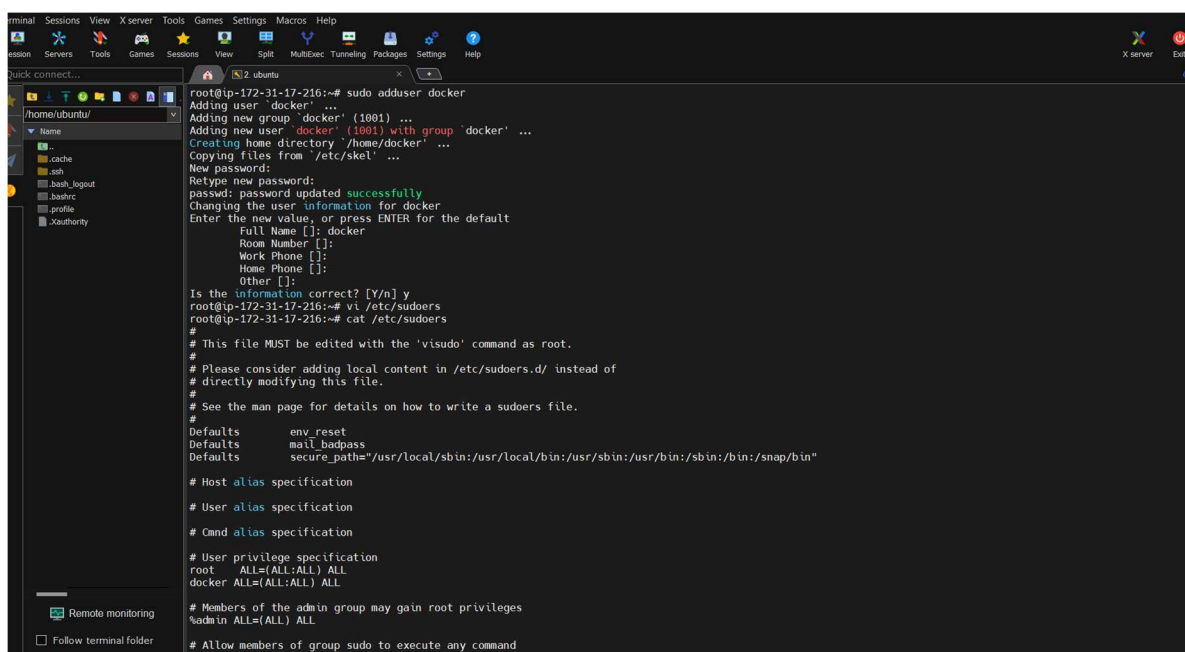 erminal Sessions View X server Tools Games Settings Macros Help
ession Servers Tools Games Sessions View Split MultiExec Tunneling Packages Settings Help X server Exit
Quick connect...
2. ubuntu
/home/ubuntu/
Name
..
.cache
.ssh
.bash_logout
.bashrc
.profile
.Xauthority
Remote monitoring
Follow terminal folder
root@ip-172-31-17-216:~# sudo adduser docker
Adding user `docker' ...
Adding new group `docker' (1001) ...
Adding new user `docker' (1001) with group `docker' ...
Creating home directory `/home/docker' ...
Copying files from `/etc/skel' ...
New password:
Retype new password:
passwd: password updated successfully
Changing the user information for docker
Enter the new value, or press ENTER for the default
Full Name []: docker
Room Number []:
Work Phone []:
Home Phone []:
Other []:
Is the information correct? [Y/n] y
root@ip-172-31-17-216:~# vi /etc/sudoers
root@ip-172-31-17-216:~# cat /etc/sudoers
#
# This file MUST be edited with the 'visudo' command as root.
#
# Please consider adding local content in /etc/sudoers.d/ instead of
# directly modifying this file.
#
# See the man page for details on how to write a sudoers file.
#
Defaults env_reset
Defaults mail_badpass
Defaults secure_path="/usr/local/sbin:/usr/local/bin:/usr/sbin:/usr/bin:/sbin:/bin:/snap/bin"
# Host alias specification
# User alias specification
# Cmnd alias specification
# User privilege specification
root ALL=(ALL:ALL) ALL
docker ALL=(ALL:ALL) ALL
# Members of the admin group may gain root privileges
%admin ALL=(ALL) ALL
# Allow members of group sudo to execute any command